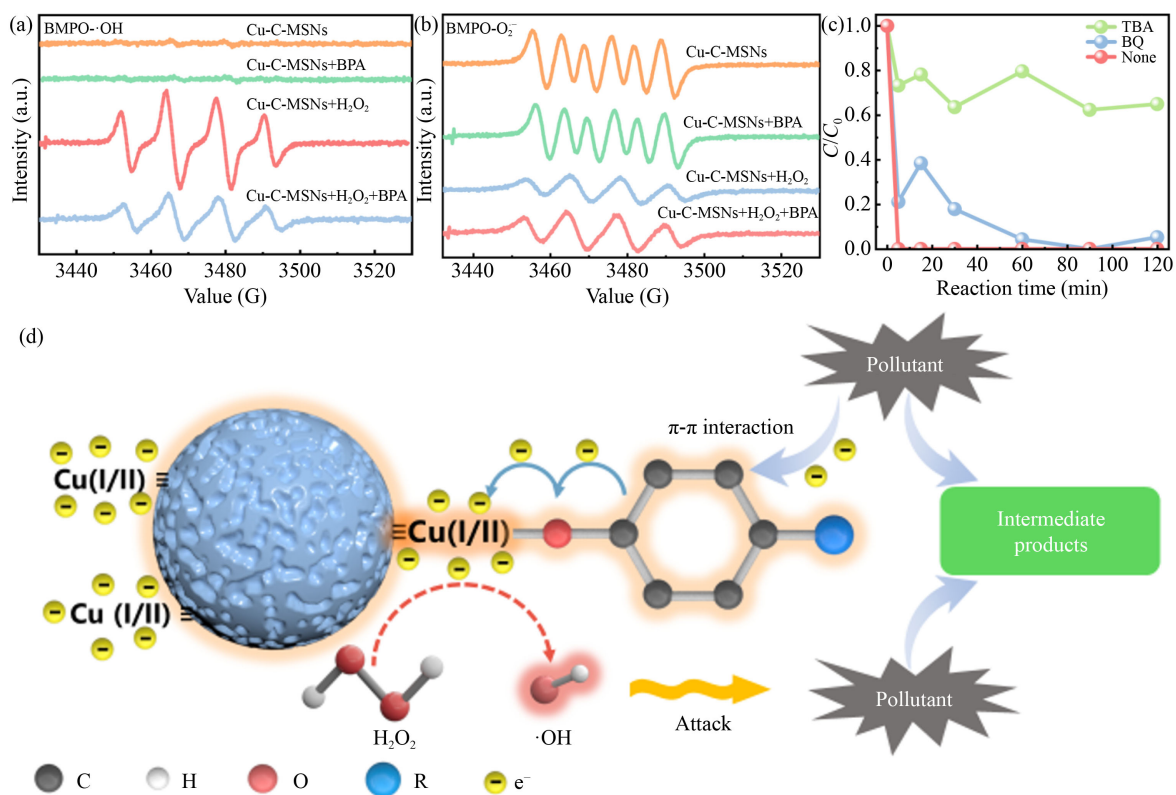 (a)
BMPO-·OH
Cu-C-MSNs
Cu-C-MSNs+BPA
Cu-C-MSNs+H₂O₂
Cu-C-MSNs+H₂O₂+BPA
Intensity (a.u.)
3440 3460 3480 3500 3520
Value (G)
(b)
BMPO-O₂⁻
Cu-C-MSNs
Cu-C-MSNs+BPA
Cu-C-MSNs+H₂O₂
Cu-C-MSNs+H₂O₂+BPA
Intensity (a.u.)
3440 3460 3480 3500 3520
Value (G)
(c)
TBA
BQ
None
C/C₀
1.0
0.8
0.6
0.4
0.2
0.0
0 20 40 60 80 100 120
Reaction time (min)
(d)
Pollutant
π-π interaction
Cu(I/II) ≡
≡Cu(I/II)
Cu (I/II) ≡
Intermediate
products
H₂O₂
·OH
Attack
Pollutant
C H O R e⁻